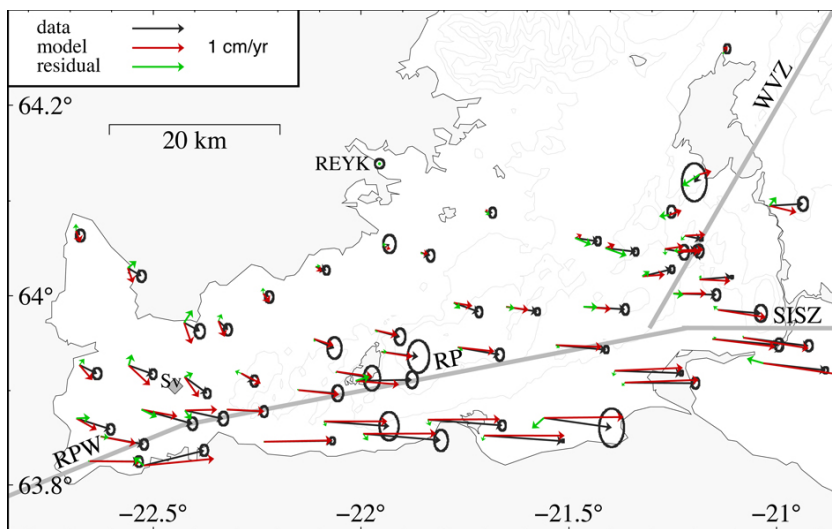 data
model 1 cm/yr
residual
64.2°
20 km
REYK
WVZ
64°
SISZ
RP
Sv
RPW
63.8°
−22.5° −22° −21.5° −21°